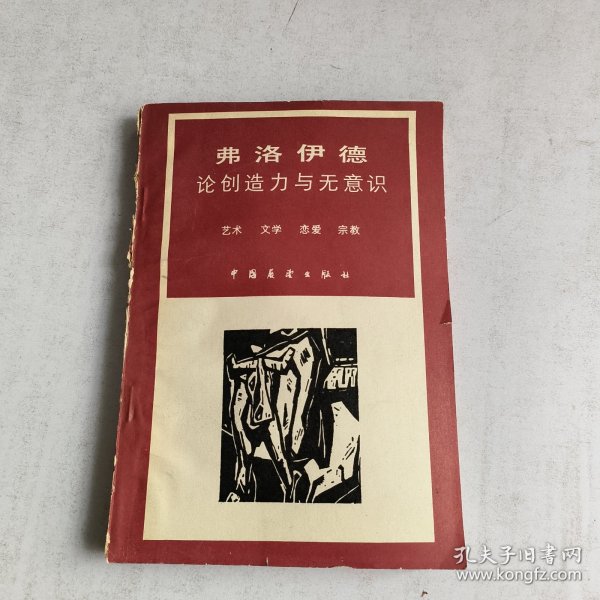 弗洛伊德
论创造力与无意识
艺术 文学 恋爱 宗教
中国展望出版社
孔夫子旧书网
www.kongfz.com